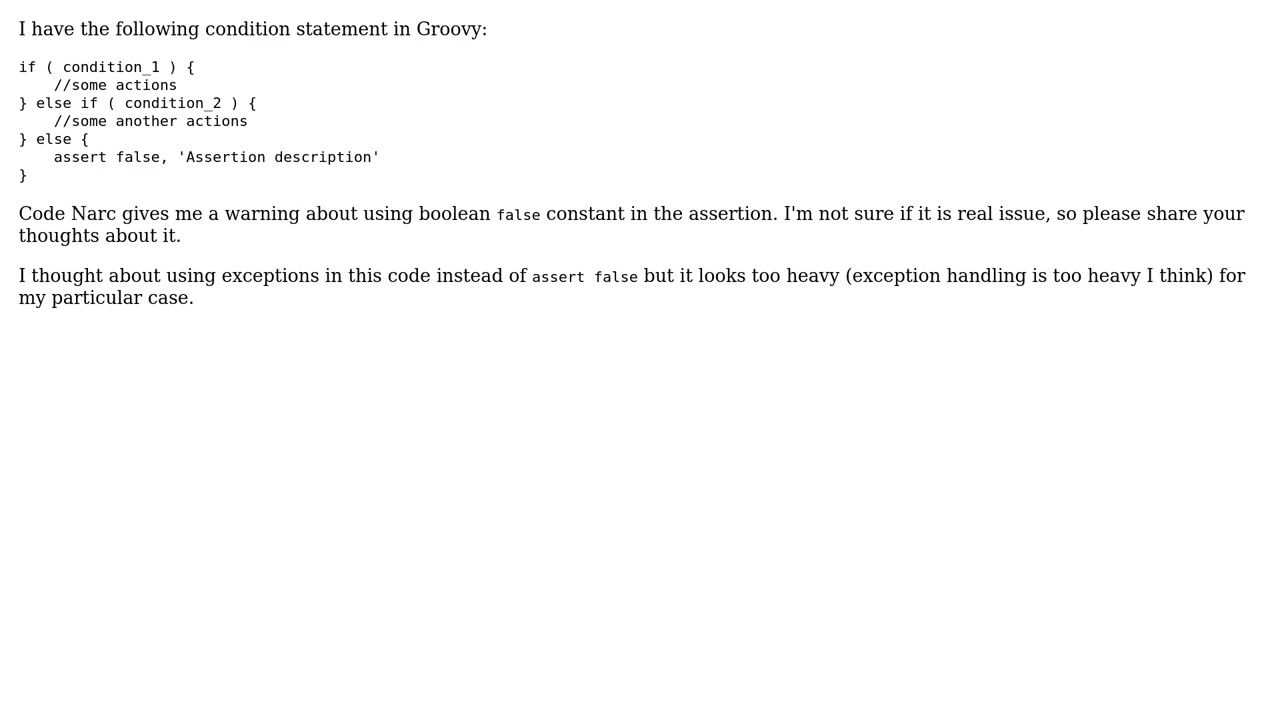 I have the following condition statement in Groovy:
if ( condition_1 ) {
    //some actions
} else if ( condition_2 ) {
    //some another actions
} else {
    assert false, 'Assertion description'
}
Code Narc gives me a warning about using boolean false constant in the assertion. I'm not sure if it is real issue, so please share your
thoughts about it.
I thought about using exceptions in this code instead of assert false but it looks too heavy (exception handling is too heavy I think) for
my particular case.